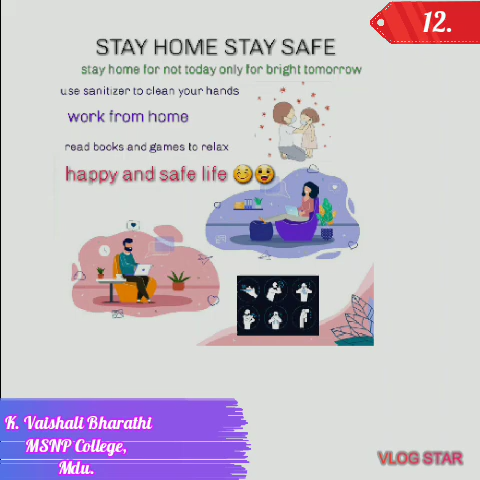 12.
STAY HOME STAY SAFE
stay home for not today only for bright tomorrow
use sanitizer to clean your hands
work from home
read books and games to relax
happy and safe life
K. Vaishali Bharathi
MSNP College,
Mdu.
VLOG STAR